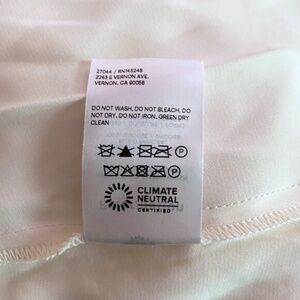 27044 / RN145248
2263 E VERNON AVE.
VERNON, CA 90058
DO NOT WASH, DO NOT BLEACH, DO
NOT DRY, DO NOT IRON, GREEN DRY
CLEAN
P
P
CLIMATE
NEUTRAL
CERTIFIED